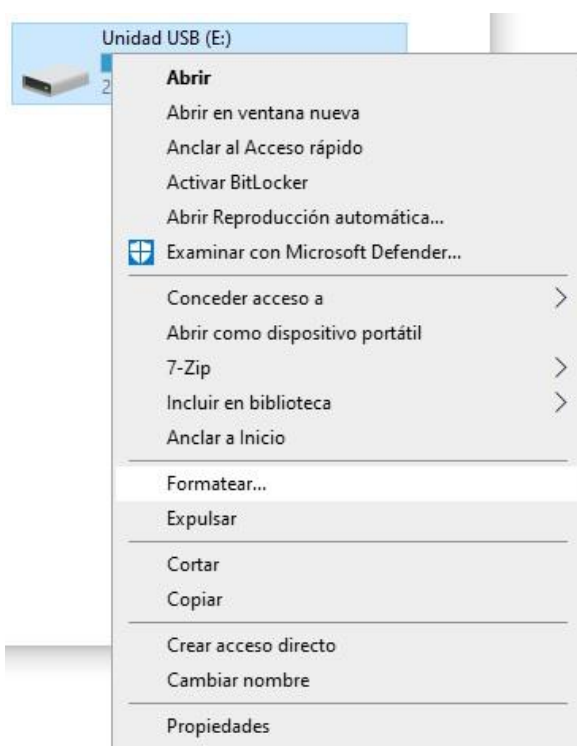 Unidad USB (E:)
2
Abrir
Abrir en ventana nueva
Anclar al Acceso rápido
Activar BitLocker
Abrir Reproducción automática...
Examinar con Microsoft Defender...
Conceder acceso a
Abrir como dispositivo portátil
7-Zip
Incluir en biblioteca
Anclar a Inicio
Formatear...
Expulsar
Cortar
Copiar
Crear acceso directo
Cambiar nombre
Propiedades